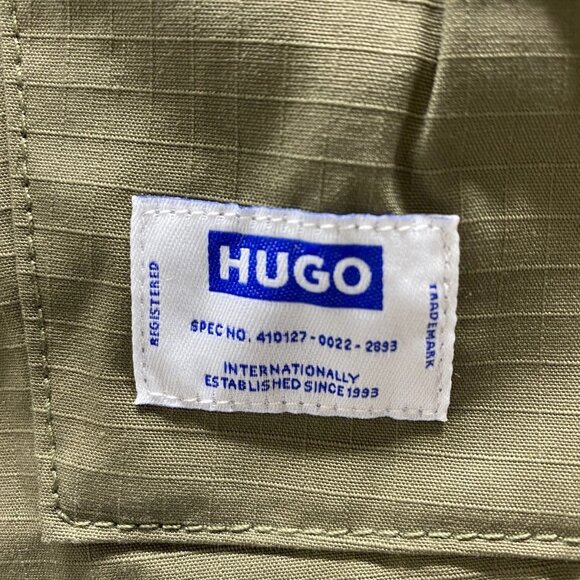 HUGO
REGISTERED
TRADEMARK
SPEC NO. 410127-0022-2893
INTERNATIONALLY
ESTABLISHED SINCE 1993